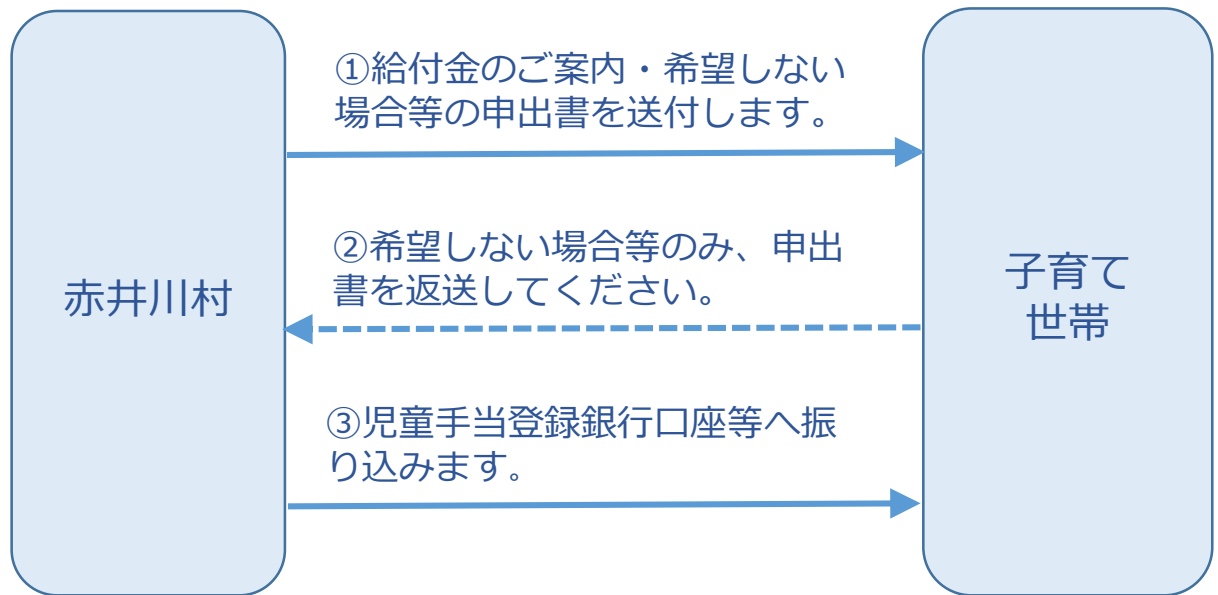 ①給付金のご案内・希望しない
場合等の申出書を送付します。
②希望しない場合等のみ、申出
書を返送してください。
赤井川村
子育て
世帯
③児童手当登録銀行口座等へ振
り込みます。